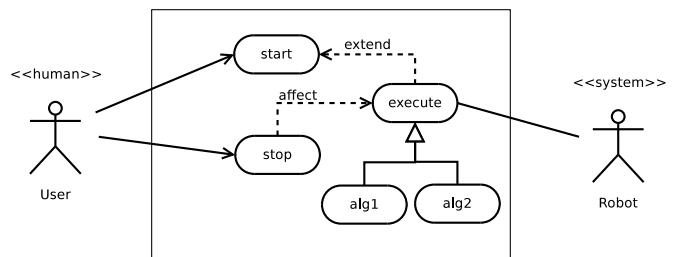 start
extend
<<human>>
<<system>>
affect
execute
stop
User
alg1
alg2
Robot